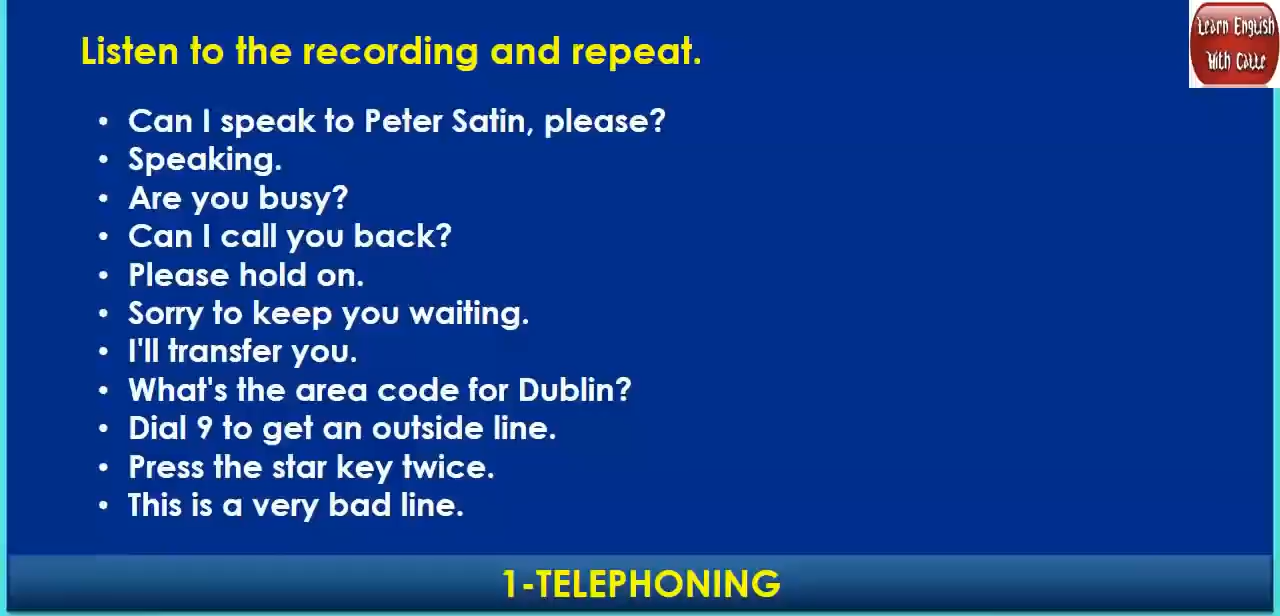 Learn English
With Cauc
Listen to the recording and repeat.
• Can I speak to Peter Satin, please?
• Speaking.
• Are you busy?
• Can I call you back?
• Please hold on.
• Sorry to keep you waiting.
• I'll transfer you.
• What's the area code for Dublin?
• Dial 9 to get an outside line.
• Press the star key twice.
• This is a very bad line.
1-TELEPHONING